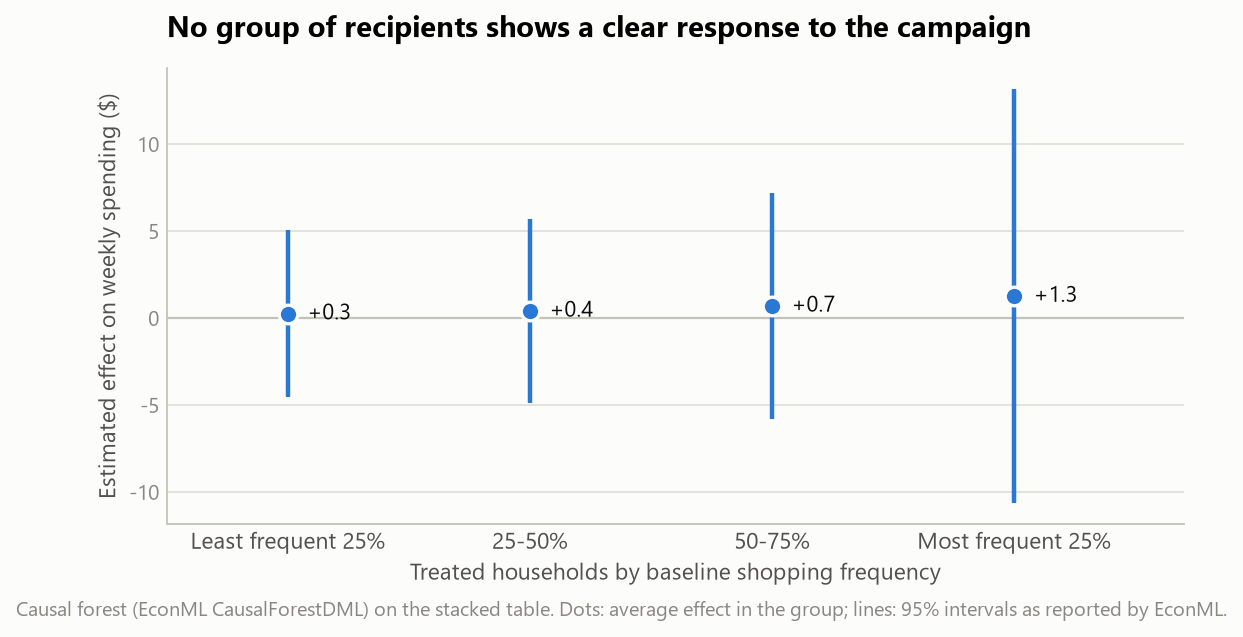 No group of recipients shows a clear response to the campaign
Estimated effect on weekly spending ($)
10
5
0
-5
-10
+0.3
+0.4
+0.7
+1.3
Least frequent 25%
25-50%
50-75%
Most frequent 25%
Treated households by baseline shopping frequency
Causal forest (EconML CausalForestDML) on the stacked table. Dots: average effect in the group; lines: 95% intervals as reported by EconML.